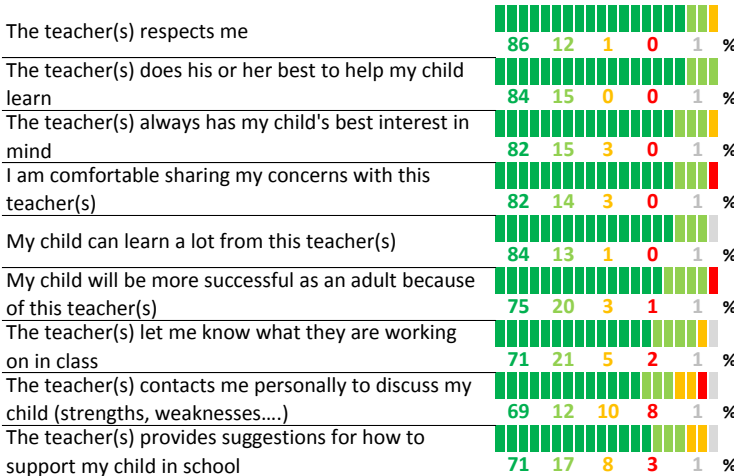 The teacher(s) respects me
86 12 1 0 1 %
The teacher(s) does his or her best to help my child
learn
84 15 0 0 1 %
The teacher(s) always has my child's best interest in
mind
82 15 3 0 1 %
I am comfortable sharing my concerns with this
teacher(s)
82 14 3 0 1 %
My child can learn a lot from this teacher(s)
84 13 1 0 1 %
My child will be more successful as an adult because
of this teacher(s)
75 20 3 1 1 %
The teacher(s) let me know what they are working
on in class
71 21 5 2 1 %
The teacher(s) contacts me personally to discuss my
child (strengths, weaknesses....)
69 12 10 8 1 %
The teacher(s) provides suggestions for how to
support my child in school
71 17 8 3 1 %